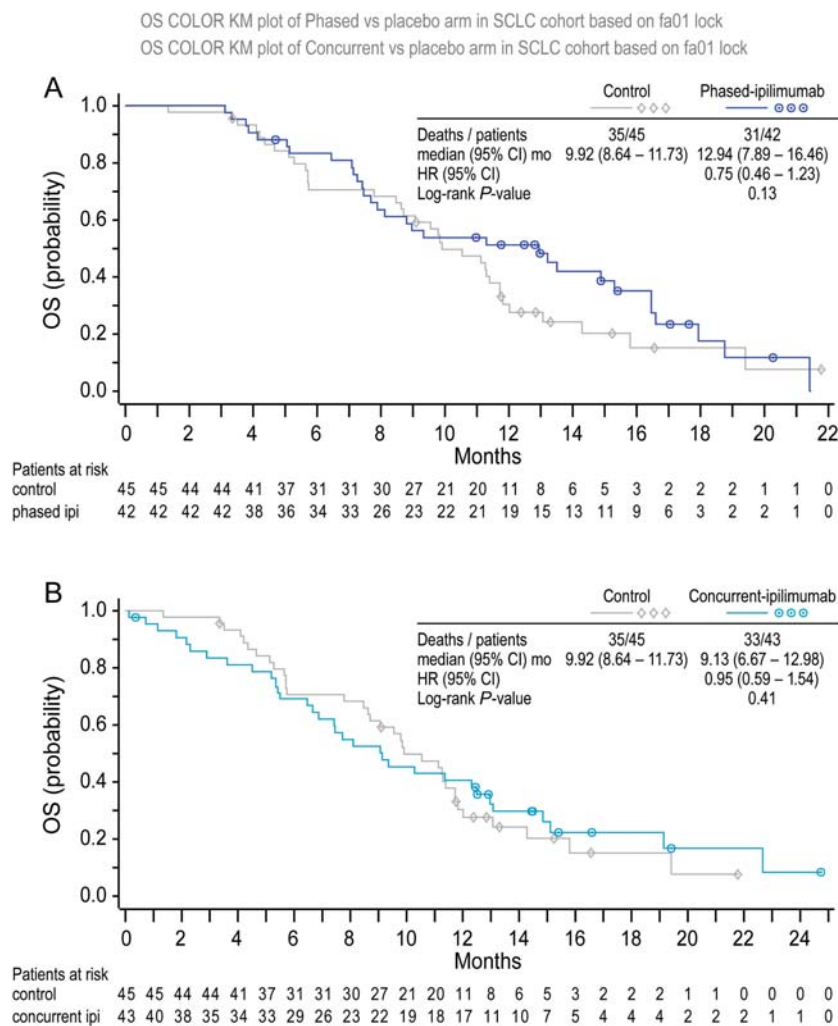 OS COLOR KM plot of Phased vs placebo arm in SCLC cohort based on fa01 lock
OS COLOR KM plot of Concurrent vs placebo arm in SCLC cohort based on fa01 lock
A
Control Phased-ipilimumab
Deaths / patients 35/45 31/42
median (95% CI) mo 9.92 (8.64 – 11.73) 12.94 (7.89 – 16.46)
HR (95% CI) 0.75 (0.46 – 1.23)
Log-rank P-value 0.13
OS (probability)
1.0
0.8
0.6
0.4
0.2
0.0
0 2 4 6 8 10 12 14 16 18 20 22
Months
Patients at risk
control 45 45 44 44 41 37 31 31 30 27 21 20 11 8 6 5 3 2 2 2 1 1 0
phased ipi 42 42 42 42 38 36 34 33 26 23 22 21 19 15 13 11 9 6 3 2 2 1 0
B
Control Concurrent-ipilimumab
Deaths / patients 35/45 33/43
median (95% CI) mo 9.92 (8.64 – 11.73) 9.13 (6.67 – 12.98)
HR (95% CI) 0.95 (0.59 – 1.54)
Log-rank P-value 0.41
OS (probability)
1.0
0.8
0.6
0.4
0.2
0.0
0 2 4 6 8 10 12 14 16 18 20 22 24
Months
Patients at risk
control 45 45 44 44 41 37 31 31 30 27 21 20 11 8 6 5 3 2 2 2 1 1 0 0 0 0
concurrent ipi 43 40 38 35 34 33 29 26 23 22 19 18 17 11 10 7 5 4 4 4 2 2 2 1 1 0